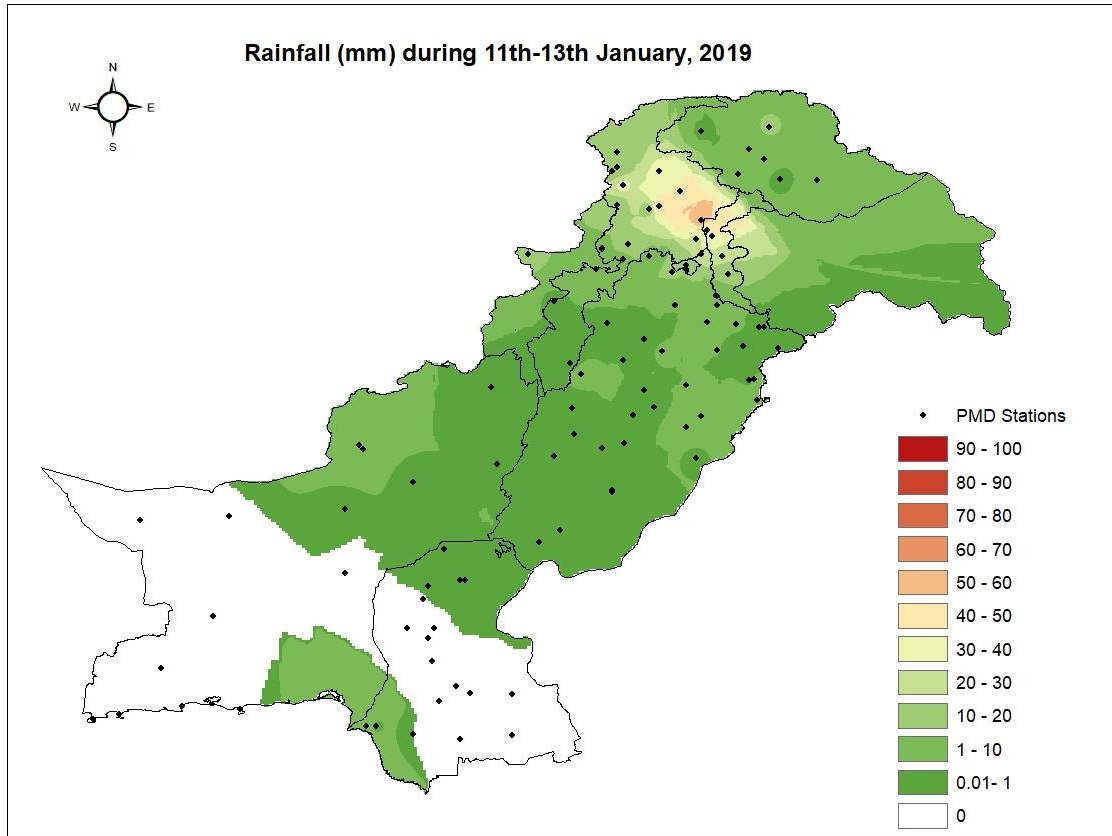 Rainfall (mm) during 11th-13th January, 2019
N
W E
S
PMD Stations
90 - 100
80 - 90
70 - 80
60 - 70
50 - 60
40 - 50
30 - 40
20 - 30
10 - 20
1 - 10
0.01- 1
0